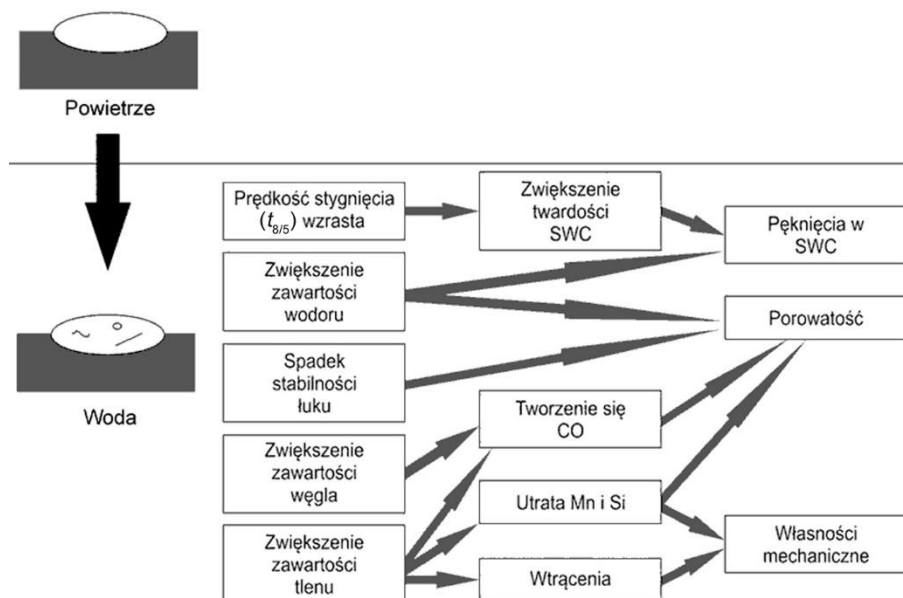 Powietrze
Prędkość stygnięcia
(t8/5) wzrasta
Zwiększenie
twardości
SWC
Pęknięcia w
SWC
Zwiększenie
zawartości
wodoru
Porowatość
Spadek
stabilności
łuku
Woda
Tworzenie się
CO
Zwiększenie
zawartości
węgla
Utrata Mn i Si
Własności
mechaniczne
Zwiększenie
zawartości
tlenu
Wtrącenia